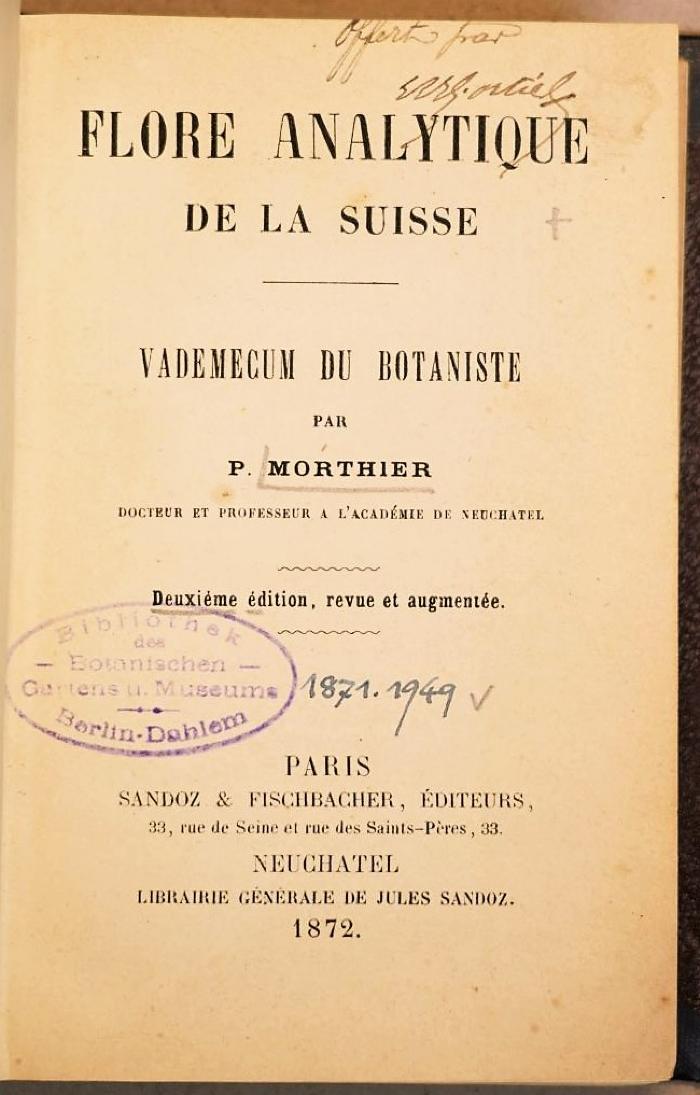 Offert par
FLORE ANALYTIQUE
DE LA SUISSE
VADEMECUM DU BOTANISTE
PAR
P. MORTHIER
DOCTEUR ET PROFESSEUR A L'ACADÉMIE DE NEUCHATEL
Deuxiéme édition, revue et augmentée.
Bibliothek
des
— Botanischen —
Gartens u. Museums
Berlin-Dahlem
1871.1949
PARIS
SANDOZ & FISCHBACHER, ÉDITEURS,
33, rue de Seine et rue des Saints-Pères, 33.
NEUCHATEL
LIBRAIRIE GÉNÉRALE DE JULES SANDOZ.
1872.